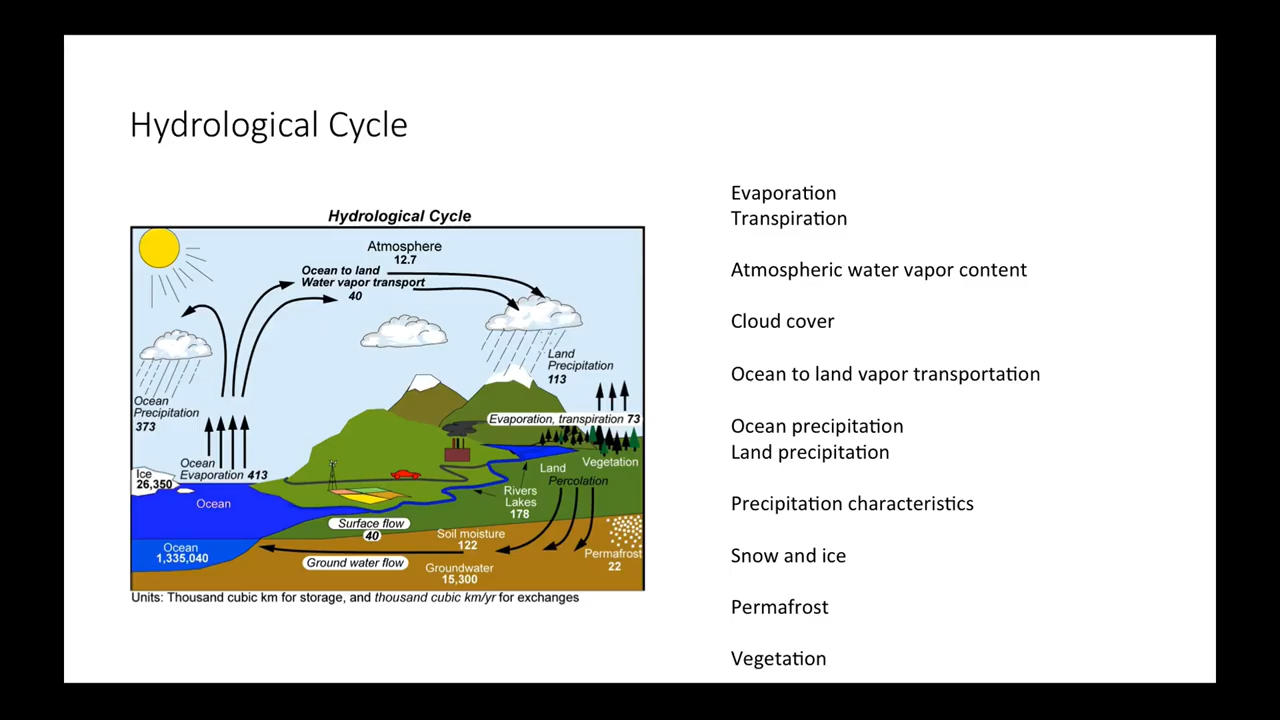 Hydrological Cycle
Hydrological Cycle
Atmosphere
12.7
Ocean to land
Water vapor transport
40
Land
Precipitation
113
Ocean
Precipitation
373
Evaporation, transpiration 73
Ocean
Evaporation 413
Ice
26,350
Ocean
Land
Vegetation
Percolation
Rivers
Lakes
178
Surface flow
40
Soil moisture
122
Ocean
1,335,040
Ground water flow
Groundwater
15,300
Permafrost
22
Units: Thousand cubic km for storage, and thousand cubic km/yr for exchanges
Evaporation
Transpiration
Atmospheric water vapor content
Cloud cover
Ocean to land vapor transportation
Ocean precipitation
Land precipitation
Precipitation characteristics
Snow and ice
Permafrost
Vegetation